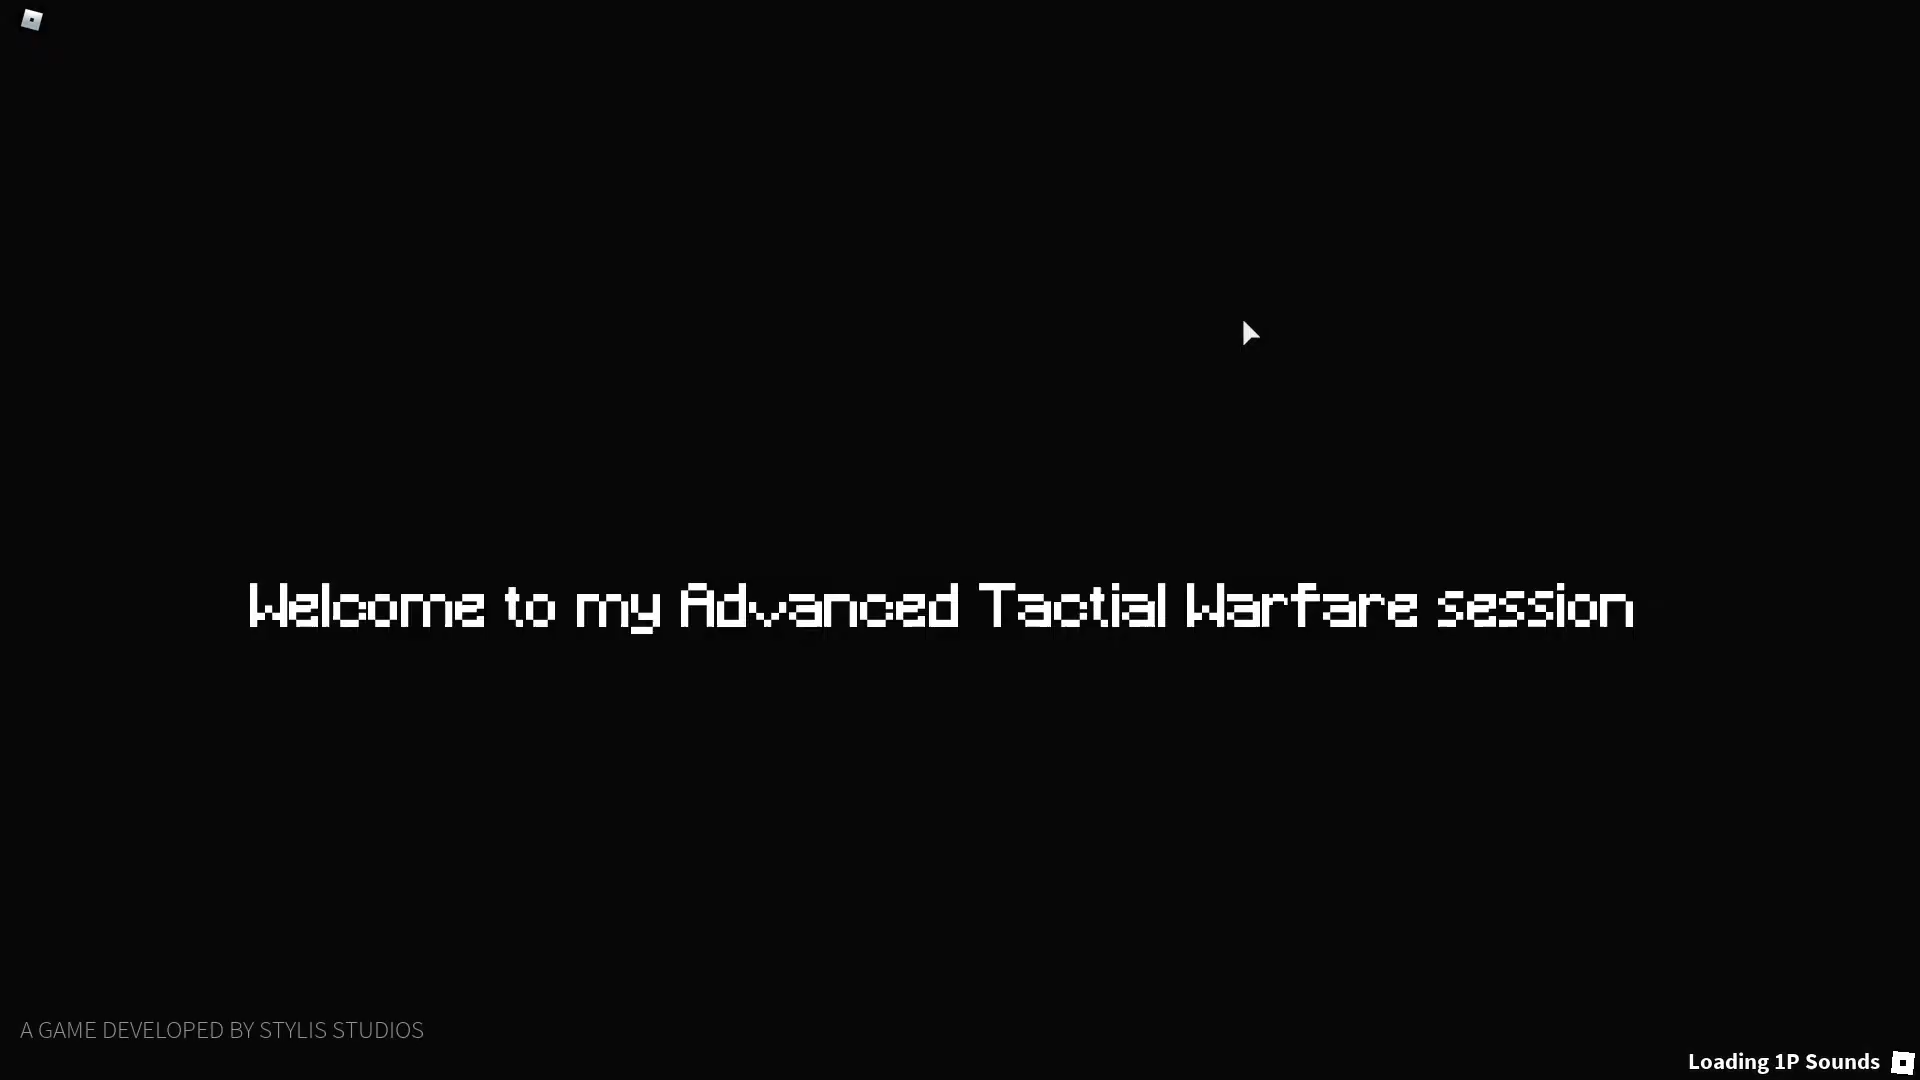 Welcome to my Advanced Tactial Warfare session
A GAME DEVELOPED BY STYLIS STUDIOS
Loading 1P Sounds